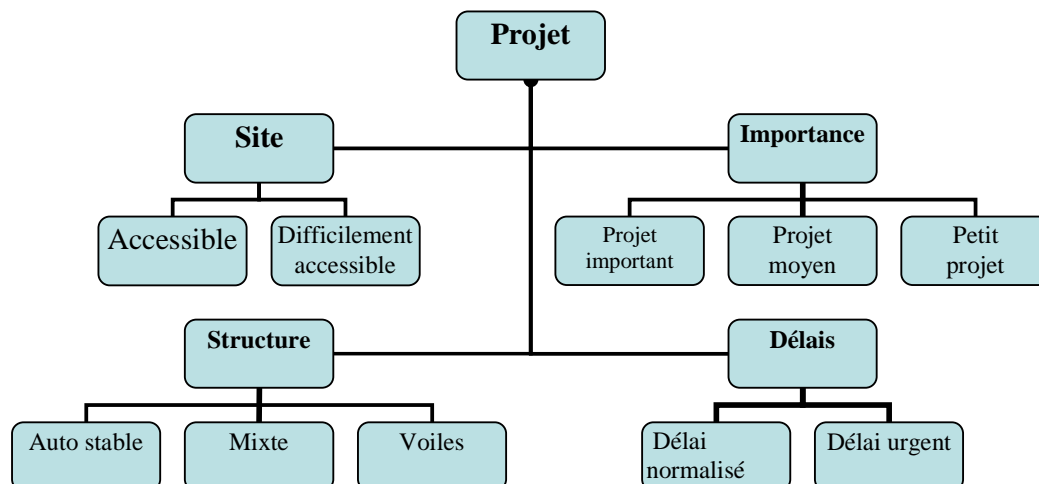 Projet
Site
Importance
Accessible
Difficilement
accessible
Projet
important
Projet
moyen
Petit
projet
Structure
Délais
Auto stable
Mixte
Voiles
Délai
normalisé
Délai urgent